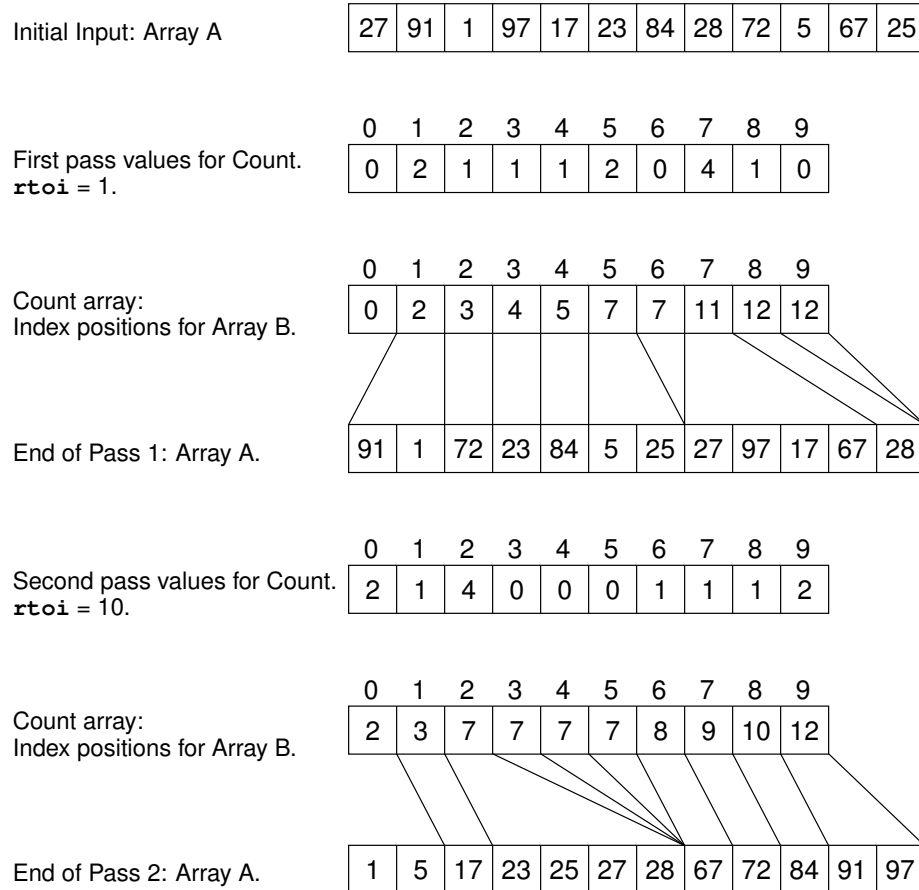 Initial Input: Array A
27 91 1 97 17 23 84 28 72 5 67 25
0 1 2 3 4 5 6 7 8 9
First pass values for Count.
rtoi = 1.
0 2 1 1 1 2 0 4 1 0
0 1 2 3 4 5 6 7 8 9
Count array:
Index positions for Array B.
0 2 3 4 5 7 7 11 12 12
End of Pass 1: Array A.
91 1 72 23 84 5 25 27 97 17 67 28
0 1 2 3 4 5 6 7 8 9
Second pass values for Count.
rtoi = 10.
2 1 4 0 0 0 1 1 1 2
0 1 2 3 4 5 6 7 8 9
Count array:
Index positions for Array B.
2 3 7 7 7 7 8 9 10 12
End of Pass 2: Array A.
1 5 17 23 25 27 28 67 72 84 91 97